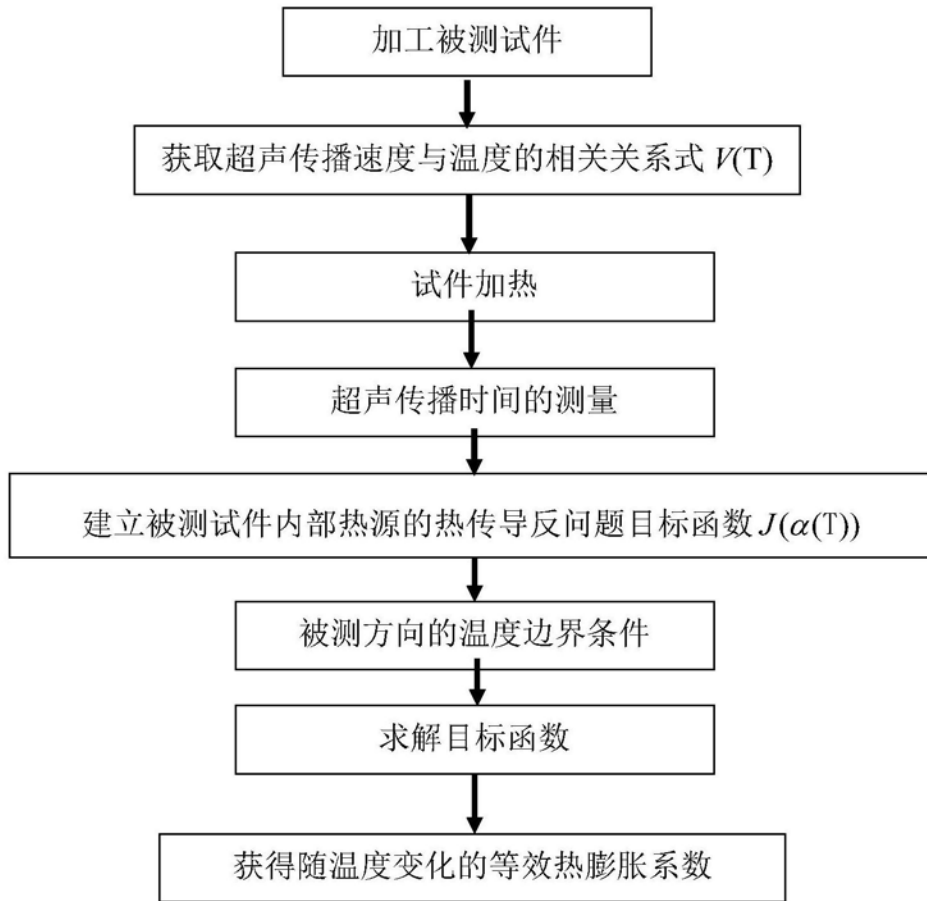 加工被测试件
获取超声传播速度与温度的相关关系式 V(T)
试件加热
超声传播时间的测量
建立被测试件内部热源的热传导反问题目标函数 J(α(T))
被测方向的温度边界条件
求解目标函数
获得随温度变化的等效热膨胀系数